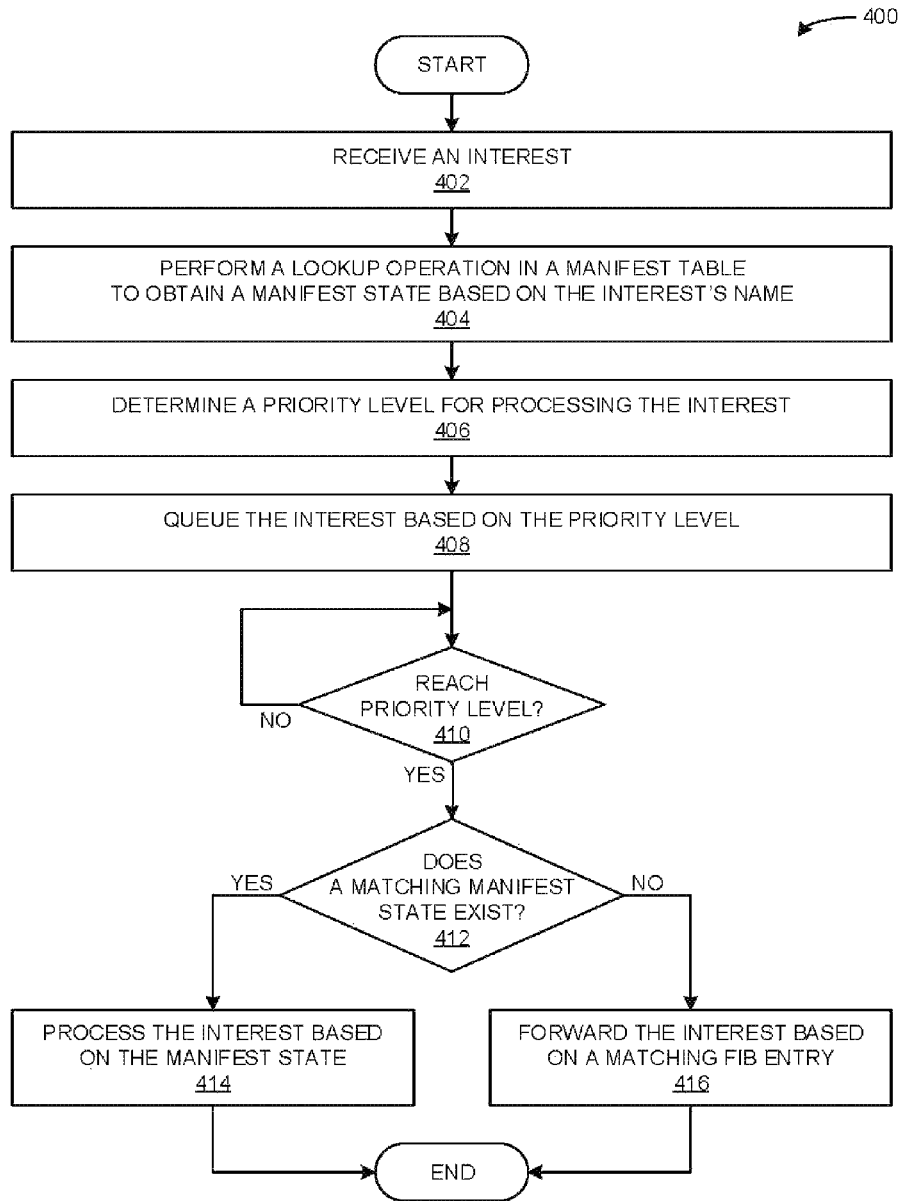 400
START
RECEIVE AN INTEREST
402
PERFORM A LOOKUP OPERATION IN A MANIFEST TABLE
TO OBTAIN A MANIFEST STATE BASED ON THE INTEREST'S NAME
404
DETERMINE A PRIORITY LEVEL FOR PROCESSING THE INTEREST
406
QUEUE THE INTEREST BASED ON THE PRIORITY LEVEL
408
REACH
PRIORITY LEVEL?
410
NO
YES
DOES
A MATCHING MANIFEST
STATE EXIST?
412
YES
NO
PROCESS THE INTEREST BASED
ON THE MANIFEST STATE
414
FORWARD THE INTEREST BASED
ON A MATCHING FIB ENTRY
416
END